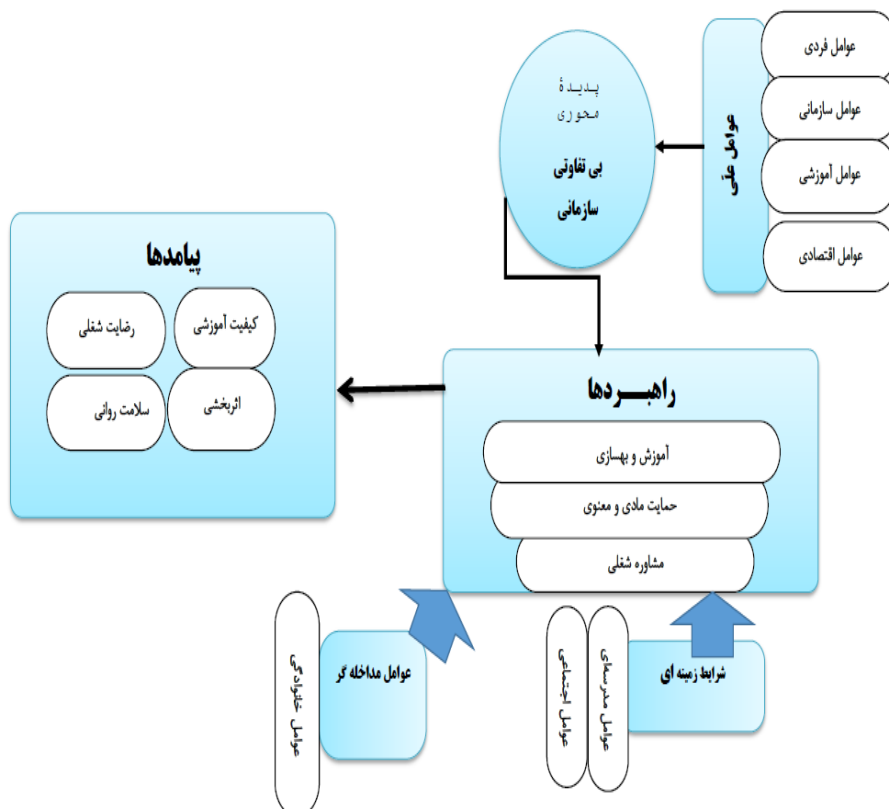 عوامل فردی
عوامل سازمانی
عوامل آموزشی
عوامل اقتصادی
عوامل علّی
پدیدۀ
محوری
بی تفاوتی
سازمانی
راهبـــردها
آموزش و بهسازی
حمایت مادی و معنوی
مشاوره شغلی
پیامدها
کیفیت آموزشی
رضایت شغلی
اثربخشی
سلامت روانی
شرایط زمینه ای
عوامل مدرسه‌ای
عوامل اجتماعی
عوامل مداخله گر
عوامل خانوادگی